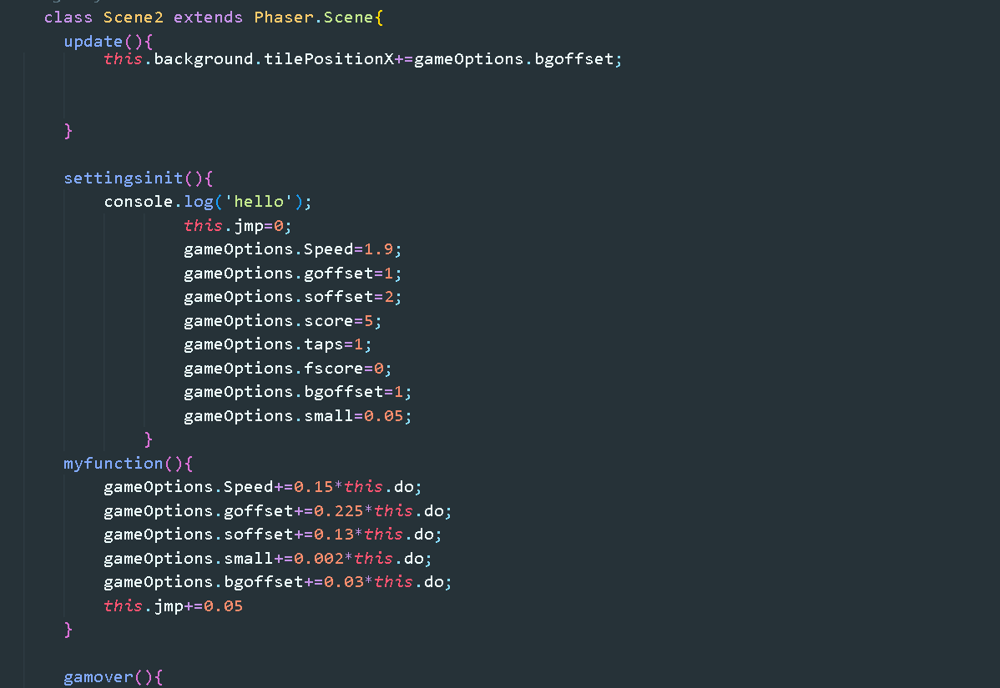 class Scene2 extends Phaser.Scene{
update(){
this.background.tilePositionX+=gameOptions.bgoffset;
}
settingsinit(){
console.log('hello');
this.jmp=0;
gameOptions.Speed=1.9;
gameOptions.goffset=1;
gameOptions.soffset=2;
gameOptions.score=5;
gameOptions.taps=1;
gameOptions.fscore=0;
gameOptions.bgoffset=1;
gameOptions.small=0.05;
}
myfunction(){
gameOptions.Speed+=0.15*this.do;
gameOptions.goffset+=0.225*this.do;
gameOptions.soffset+=0.13*this.do;
gameOptions.small+=0.002*this.do;
gameOptions.bgoffset+=0.03*this.do;
this.jmp+=0.05
}
gamover(){